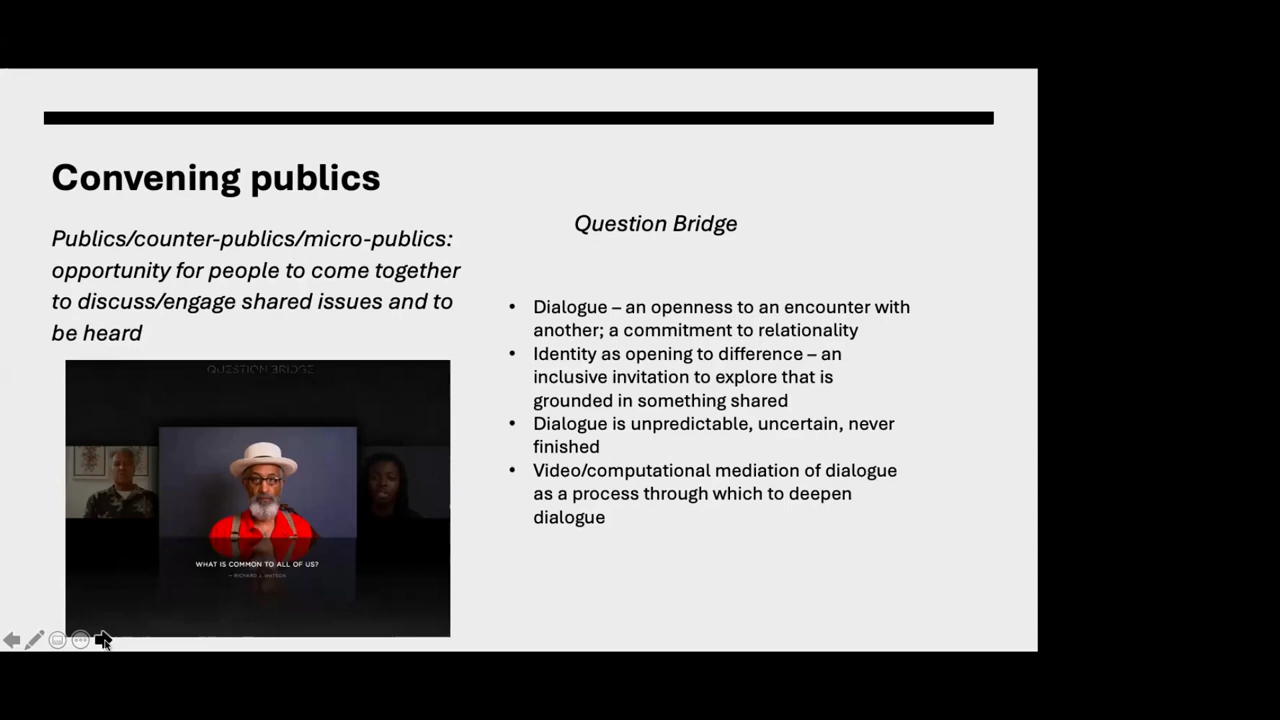 Convening publics
Publics/counter-publics/micro-publics:
opportunity for people to come together
to discuss/engage shared issues and to
be heard
QUESTION BRIDGE
WHAT IS COMMON TO ALL OF US?
— RICHARD J. WATSON
Question Bridge
• Dialogue – an openness to an encounter with
another; a commitment to relationality
• Identity as opening to difference – an
inclusive invitation to explore that is
grounded in something shared
• Dialogue is unpredictable, uncertain, never
finished
• Video/computational mediation of dialogue
as a process through which to deepen
dialogue